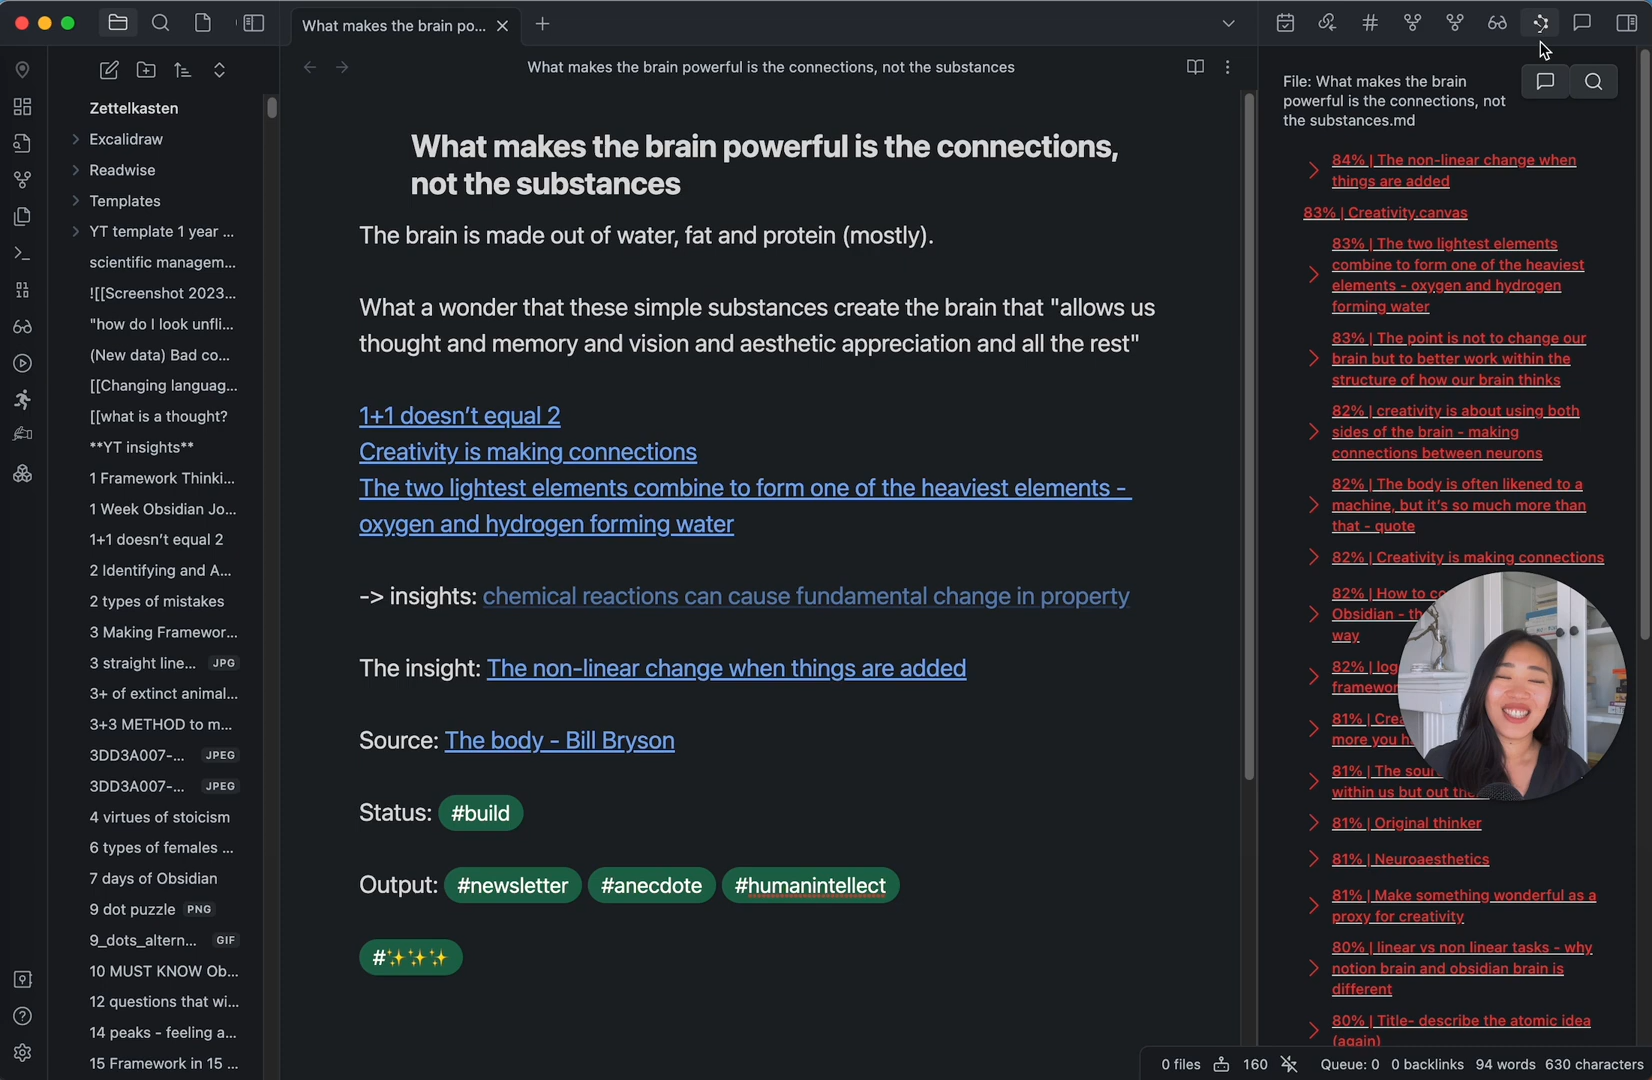 What makes the brain po...
What makes the brain powerful is the connections, not the substances
Zettelkasten
Excalidraw
Readwise
Templates
YT template 1 year ...
scientific managem...
![[Screenshot 2023...
"how do I look unfli...
(New data) Bad co...
[[Changing languag...
[[what is a thought?
**YT insights**
1 Framework Thinki...
1 Week Obsidian Jo...
1+1 doesn't equal 2
2 Identifying and A...
2 types of mistakes
3 Making Framewor...
3 straight line... JPG
3+ of extinct animal...
3+3 METHOD to m...
3DD3A007-... JPEG
3DD3A007-... JPEG
4 virtues of stoicism
6 types of females ...
7 days of Obsidian
9 dot puzzle PNG
9_dots_altern... GIF
10 MUST KNOW Ob...
12 questions that wi...
14 peaks - feeling a...
15 Framework in 15 ...
What makes the brain powerful is the connections,
not the substances
The brain is made out of water, fat and protein (mostly).
What a wonder that these simple substances create the brain that "allows us
thought and memory and vision and aesthetic appreciation and all the rest"
1+1 doesn't equal 2
Creativity is making connections
The two lightest elements combine to form one of the heaviest elements -
oxygen and hydrogen forming water
-> insights: chemical reactions can cause fundamental change in property
The insight: The non-linear change when things are added
Source: The body - Bill Bryson
Status: #build
Output: #newsletter #anecdote #humanintellect
#✨✨✨
File: What makes the brain
powerful is the connections, not
the substances.md
84% | The non-linear change when
things are added
83% | Creativity.canvas
83% | The two lightest elements
combine to form one of the heaviest
elements - oxygen and hydrogen
forming water
83% | The point is not to change our
brain but to better work within the
structure of how our brain thinks
82% | creativity is about using both
sides of the brain - making
connections between neurons
82% | The body is often likened to a
machine, but it's so much more than
that - quote
82% | Creativity is making connections
82% | How to
Obsidian -
way
82% |
81% |
more you
81% | The
within us but out
81% | Original thinker
81% | Neuroaesthetics
81% | Make something wonderful as a
proxy for creativity
80% | linear vs non linear tasks - why
notion brain and obsidian brain is
different
80% | Title- describe the atomic idea
(again)
0 files 160 Queue: 0 0 backlinks 94 words 630 characters